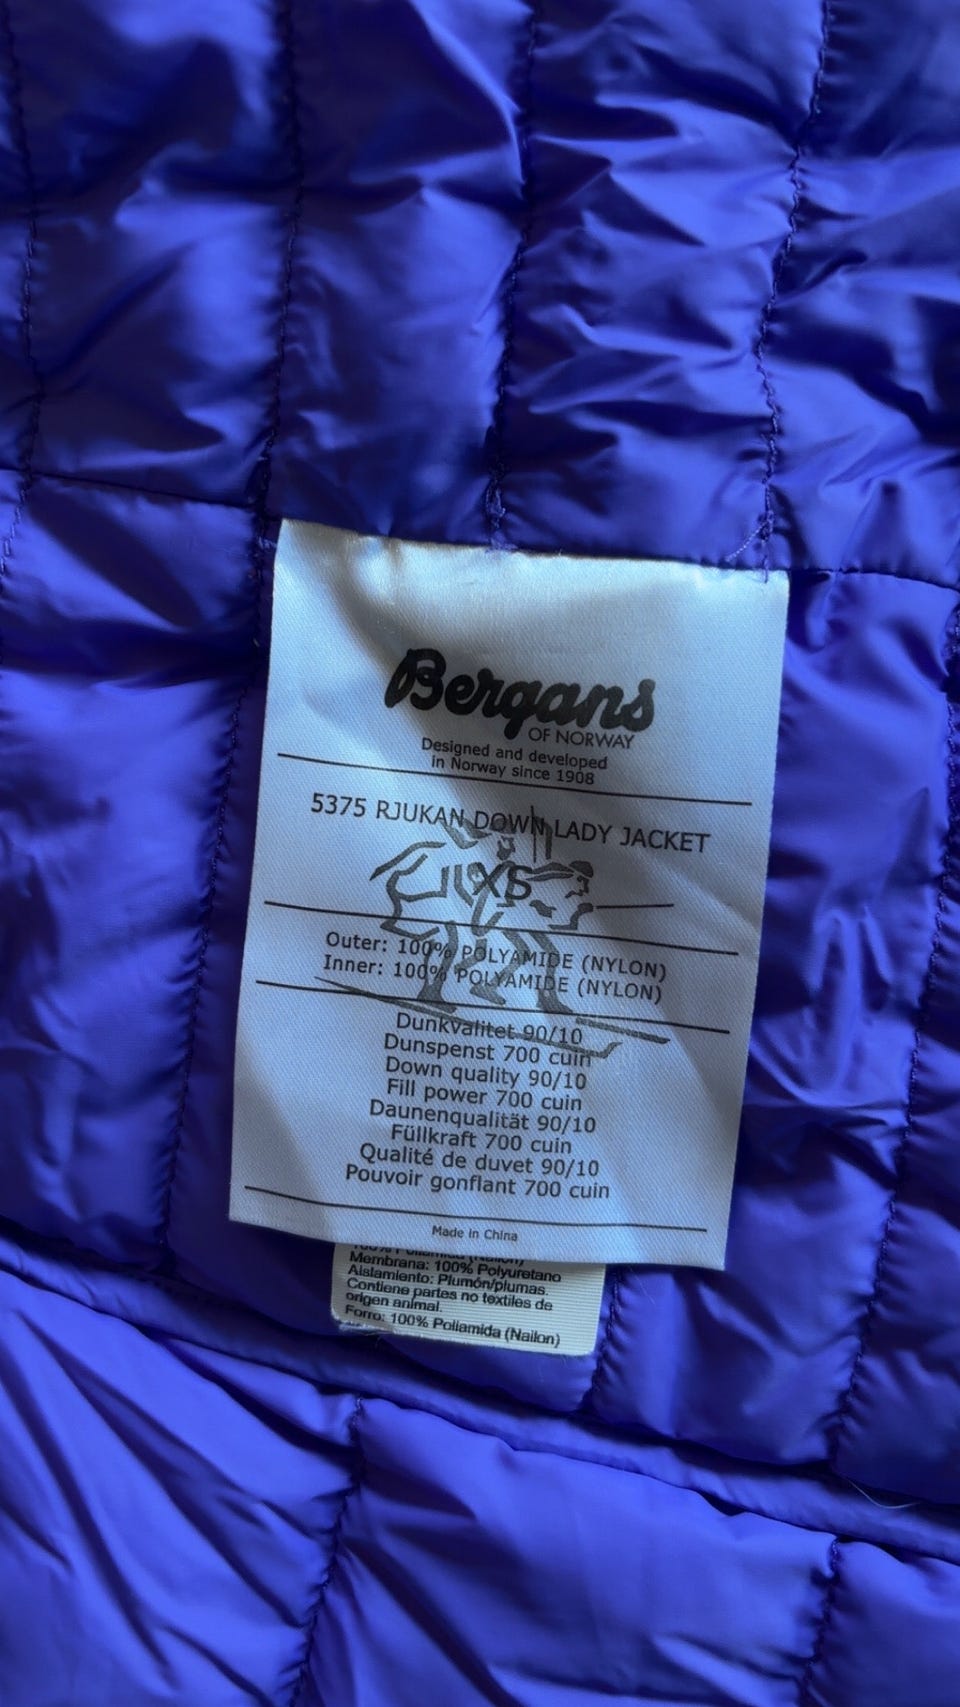 Bergans
OF NORWAY
Designed and developed
in Norway since 1908
5375 RJUKAN DOWN LADY JACKET
XS
Outer: 100% POLYAMIDE (NYLON)
Inner: 100% POLYAMIDE (NYLON)
Dunkvalitet 90/10
Dunspenst 700 cuin
Down quality 90/10
Fill power 700 cuin
Daunenqualität 90/10
Füllkraft 700 cuin
Qualité de duvet 90/10
Pouvoir gonflant 700 cuin
Made in China
100% Poliamida (Nailon)
Membrana: 100% Polyuretano
Aislamiento: Plumón/plumas.
Contiene partes no textiles de
origen animal.
Forro: 100% Poliamida (Nailon)